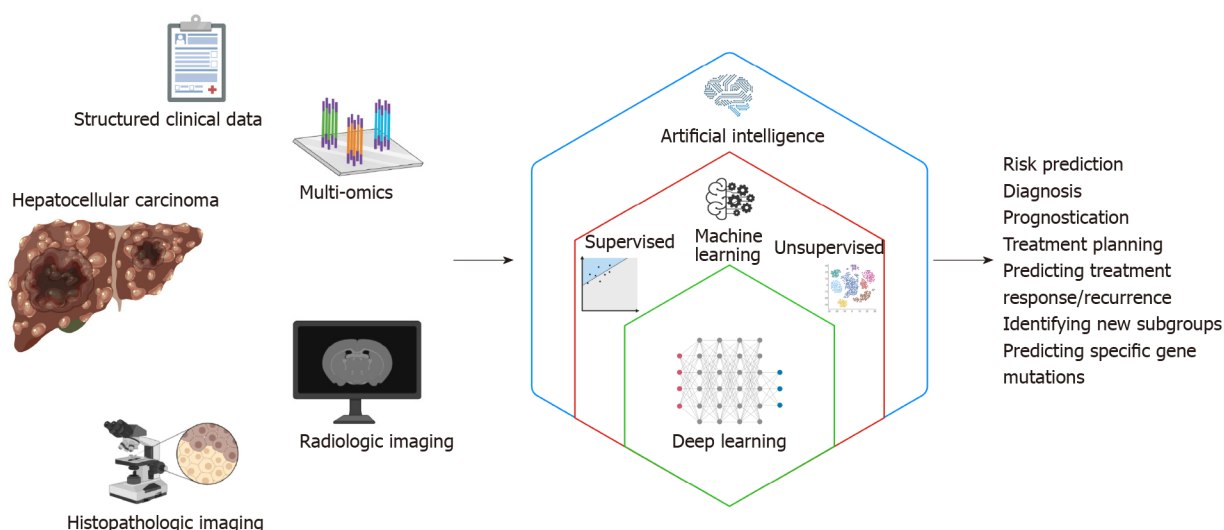 Structured clinical data
Multi-omics
Hepatocellular carcinoma
Radiologic imaging
Histopathologic imaging
Artificial intelligence
Machine
learning
Supervised
Unsupervised
Deep learning
Risk prediction
Diagnosis
Prognostication
Treatment planning
Predicting treatment
response/recurrence
Identifying new subgroups
Predicting specific gene
mutations